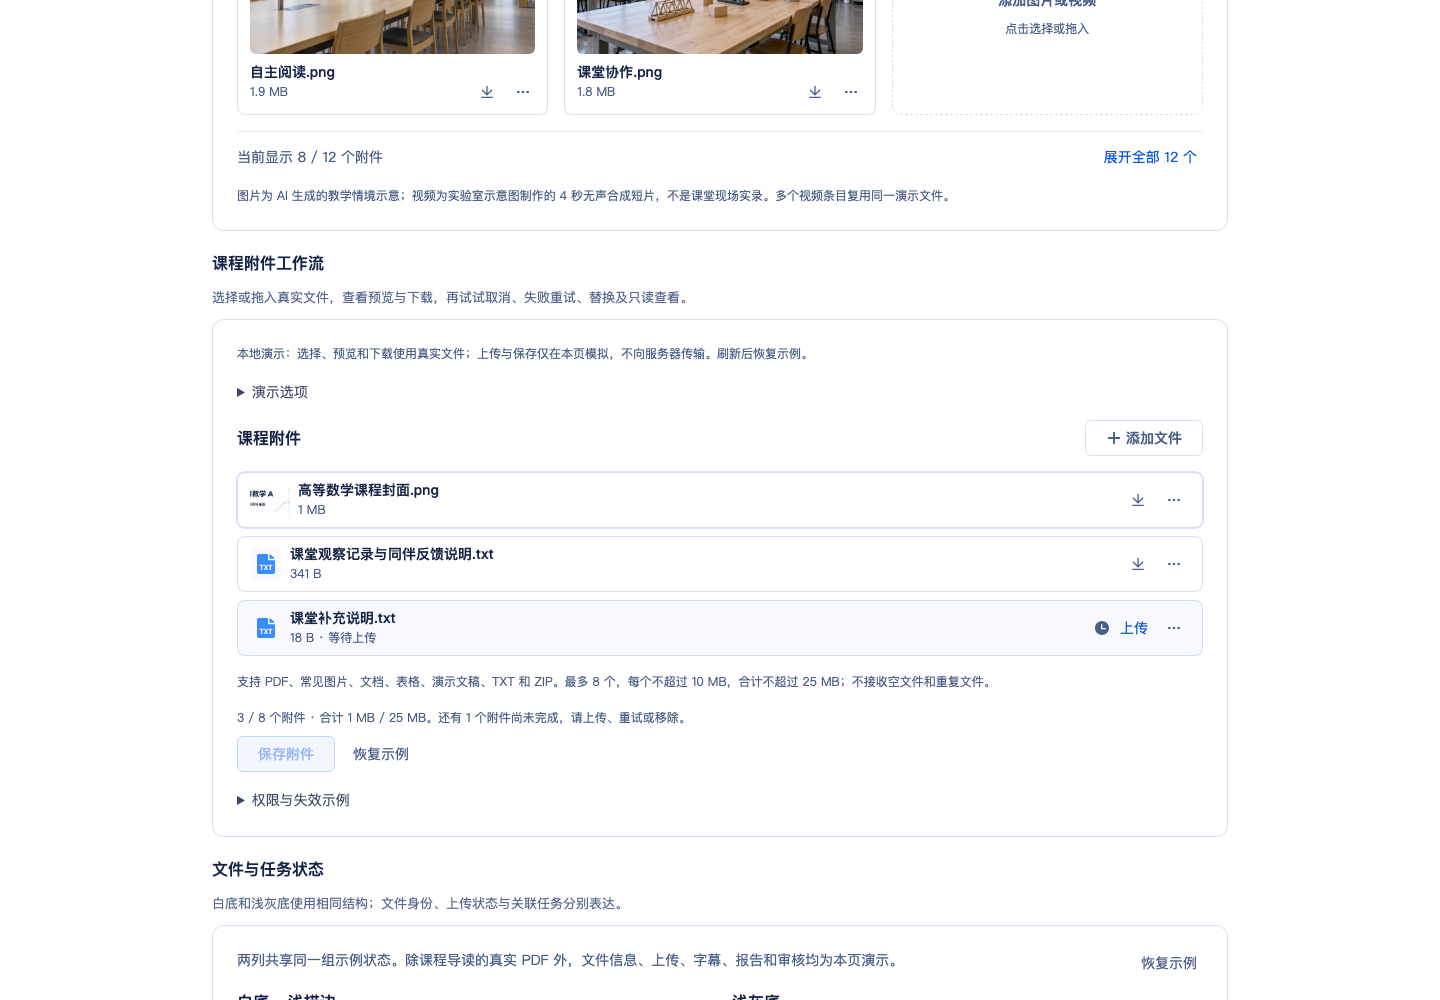 添加图片或视频
点击选择或拖入
自主阅读.png
1.9 MB
课堂协作.png
1.8 MB
当前显示 8 / 12 个附件
展开全部 12 个
图片为 AI 生成的教学情境示意；视频为实验室示意图制作的 4 秒无声合成短片，不是课堂现场实录。多个视频条目复用同一演示文件。
课程附件工作流
选择或拖入真实文件，查看预览与下载，再试试取消、失败重试、替换及只读查看。
本地演示：选择、预览和下载使用真实文件；上传与保存仅在本页模拟，不向服务器传输。刷新后恢复示例。
演示选项
课程附件
添加文件
高等数学课程封面.png
1 MB
TXT
课堂观察记录与同伴反馈说明.txt
341 B
TXT
课堂补充说明.txt
18 B · 等待上传
上传
支持 PDF、常见图片、文档、表格、演示文稿、TXT 和 ZIP。最多 8 个，每个不超过 10 MB，合计不超过 25 MB；不接收空文件和重复文件。
3 / 8 个附件 · 合计 1 MB / 25 MB。还有 1 个附件尚未完成，请上传、重试或移除。
保存附件
恢复示例
权限与失效示例
文件与任务状态
白底和浅灰底使用相同结构；文件身份、上传状态与关联任务分别表达。
两列共享同一组示例状态。除课程导读的真实 PDF 外，文件信息、上传、字幕、报告和审核均为本页演示。
恢复示例